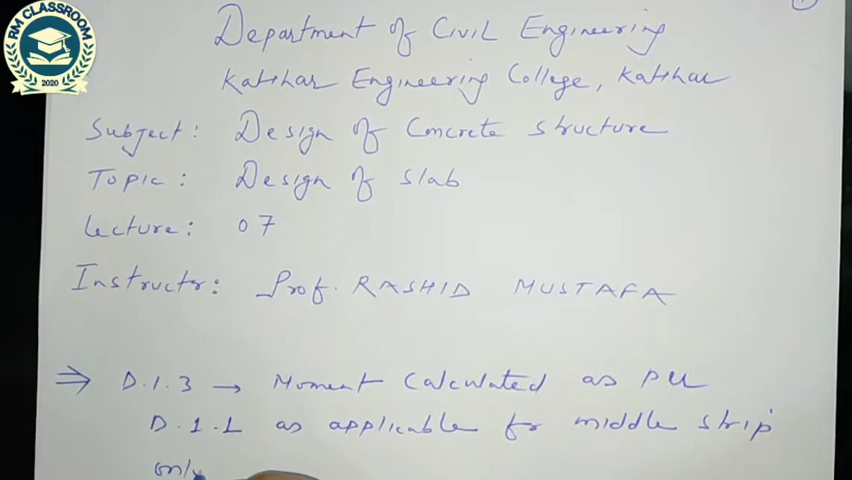 RM CLASSROOM
2020
Department of Civil Engineering
Katihar Engineering College, Katihar
Subject: Design of Concrete structure
Topic: Design of slab
Lecture: 07
Instructor: Prof. RASHID MUSTAFA
⇒ D.1.3 → Moment Calculated as per
D.1.1 as applicable for middle strip
only